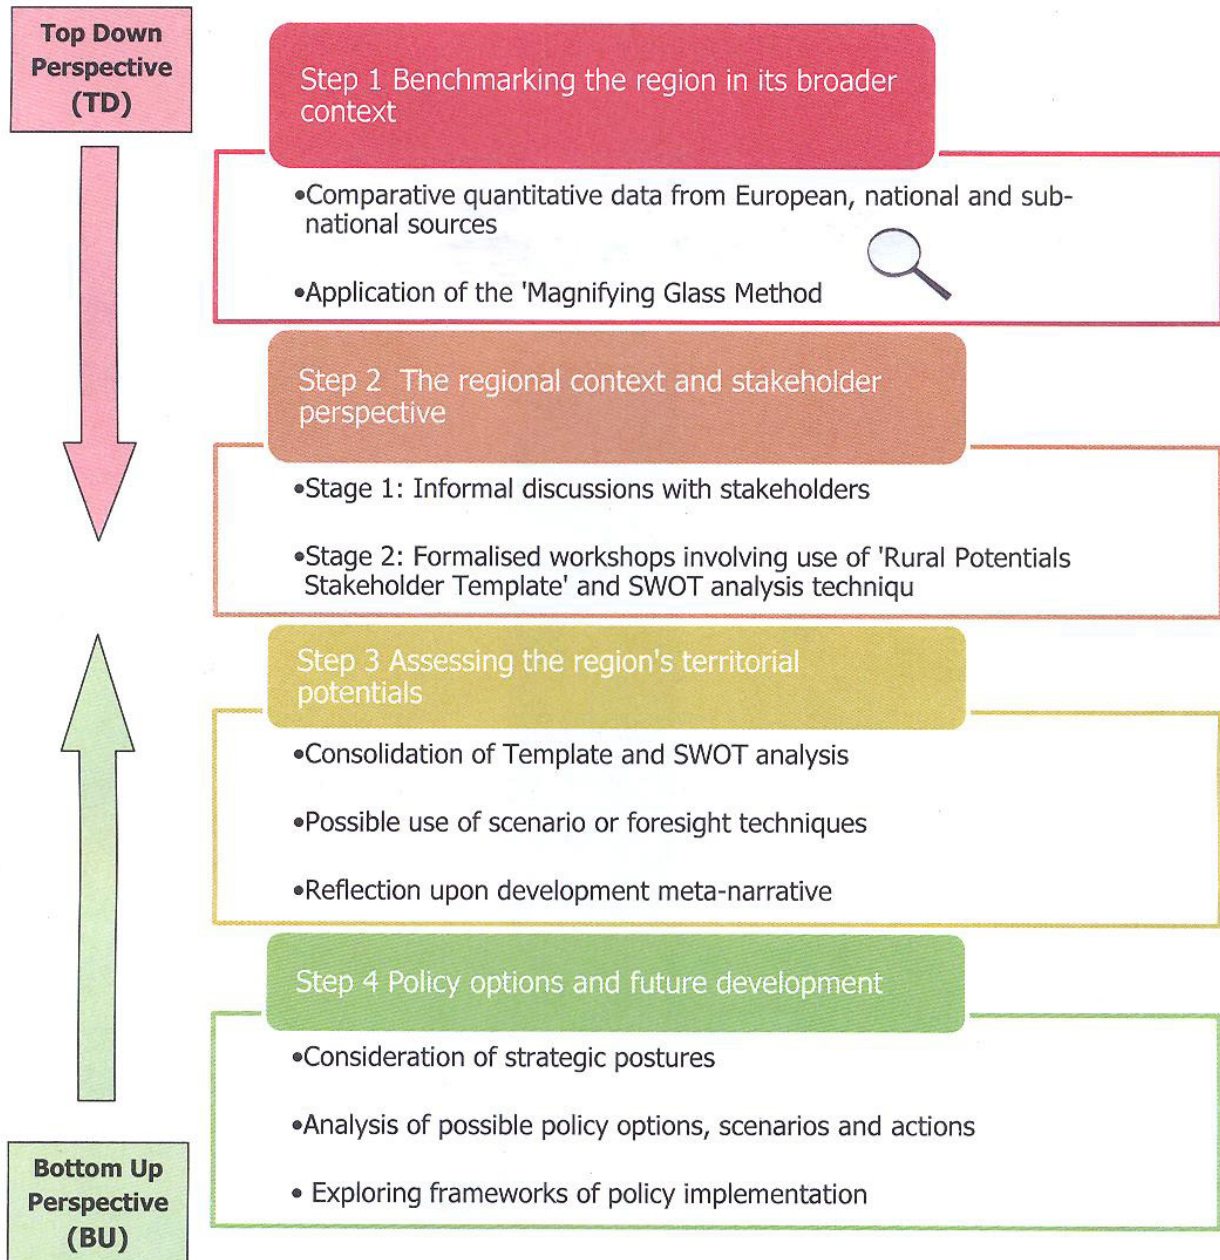 Top Down
Perspective
(TD)
Step 1 Benchmarking the region in its broader
context
•Comparative quantitative data from European, national and sub-
national sources
•Application of the 'Magnifying Glass Method
Step 2  The regional context and stakeholder
perspective
•Stage 1: Informal discussions with stakeholders
•Stage 2: Formalised workshops involving use of 'Rural Potentials
Stakeholder Template' and SWOT analysis techniqu
Step 3 Assessing the region's territorial
potentials
•Consolidation of Template and SWOT analysis
•Possible use of scenario or foresight techniques
•Reflection upon development meta-narrative
Step 4 Policy options and future development
•Consideration of strategic postures
•Analysis of possible policy options, scenarios and actions
• Exploring frameworks of policy implementation
Bottom Up
Perspective
(BU)